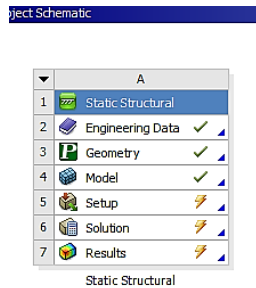 oject Schematic
A
1 Static Structural
2 Engineering Data
3 P Geometry
4 Model
5 Setup
6 Solution
7 Results
Static Structural